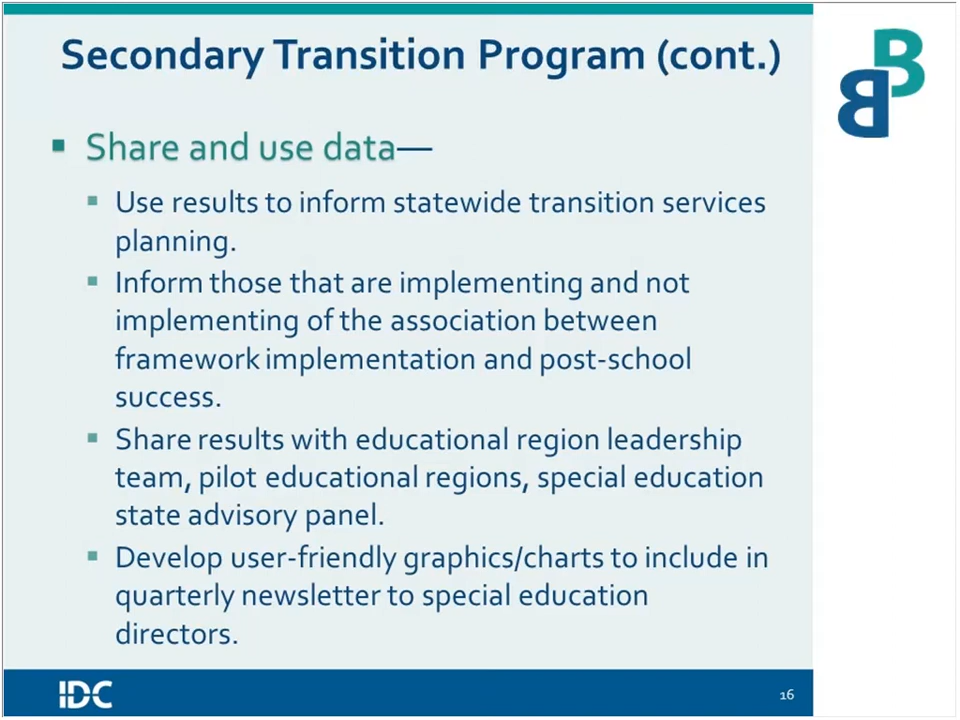 Secondary Transition Program (cont.)
B
B
Share and use data—
Use results to inform statewide transition services
planning.
Inform those that are implementing and not
implementing of the association between
framework implementation and post-school
success.
Share results with educational region leadership
team, pilot educational regions, special education
state advisory panel.
Develop user-friendly graphics/charts to include in
quarterly newsletter to special education
directors.
IDC
16